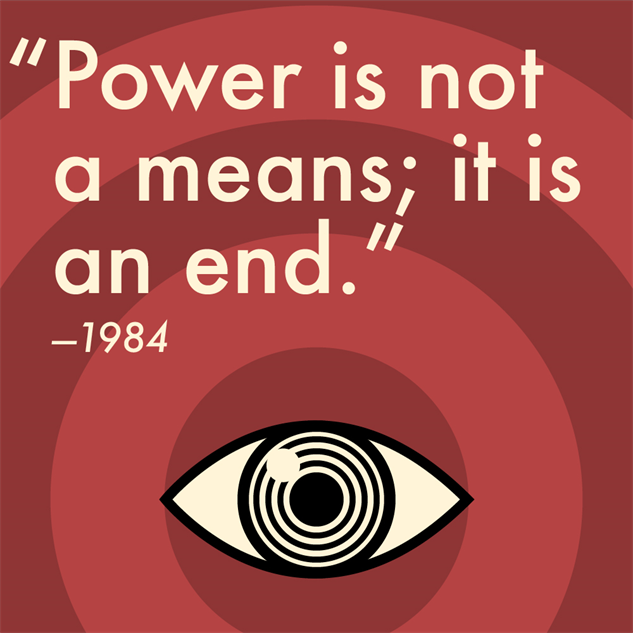 “Power is not
a means; it is
an end.”
–1984